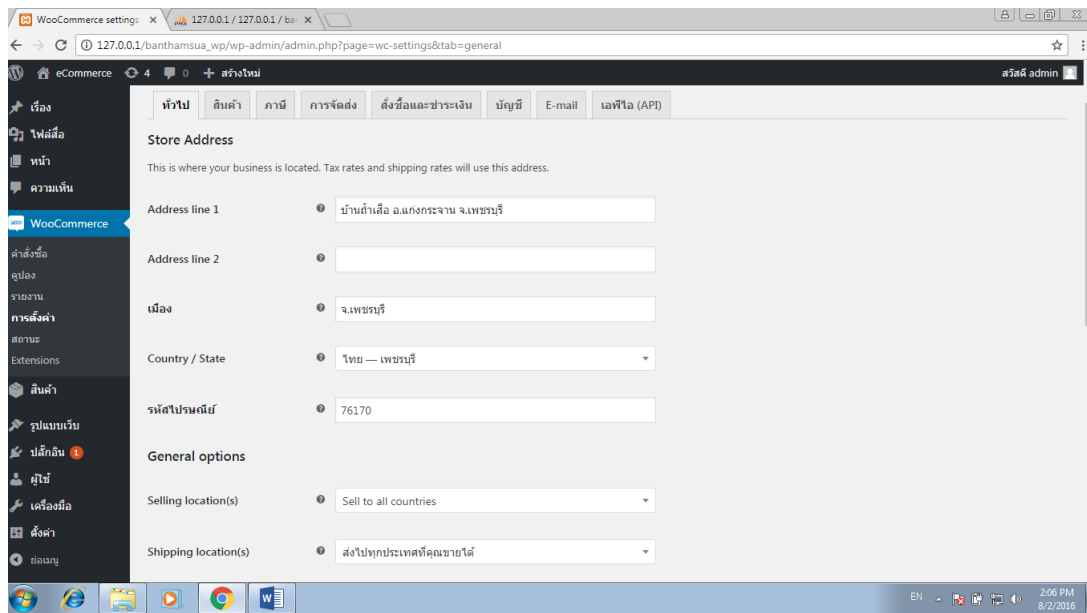 WooCommerce settings
127.0.0.1 / 127.0.0.1 / ba
127.0.0.1/banthamsua_wp/wp-admin/admin.php?page=wc-settings&tab=general
eCommerce 4 0 + สร้างใหม่ สวัสดี admin
เรื่อง
ไฟล์สื่อ
หน้า
ความเห็น
WooCommerce
คำสั่งซื้อ
คูปอง
รายงาน
การตั้งค่า
สถานะ
Extensions
สินค้า
รูปแบบเว็บ
ปลั๊กอิน 1
ผู้ใช้
เครื่องมือ
ตั้งค่า
ย่อเมนู
ทั่วไป สินค้า ภาษี การจัดส่ง สั่งซื้อและชำระเงิน บัญชี E-mail เอพีไอ (API)
Store Address
This is where your business is located. Tax rates and shipping rates will use this address.
Address line 1 บ้านถ้ำเสือ อ.แก่งกระจาน จ.เพชรบุรี
Address line 2
เมือง จ.เพชรบุรี
Country / State ไทย — เพชรบุรี
รหัสไปรษณีย์ 76170
General options
Selling location(s) Sell to all countries
Shipping location(s) ส่งไปทุกประเทศที่คุณขายได้
EN 2:06 PM
8/2/2016